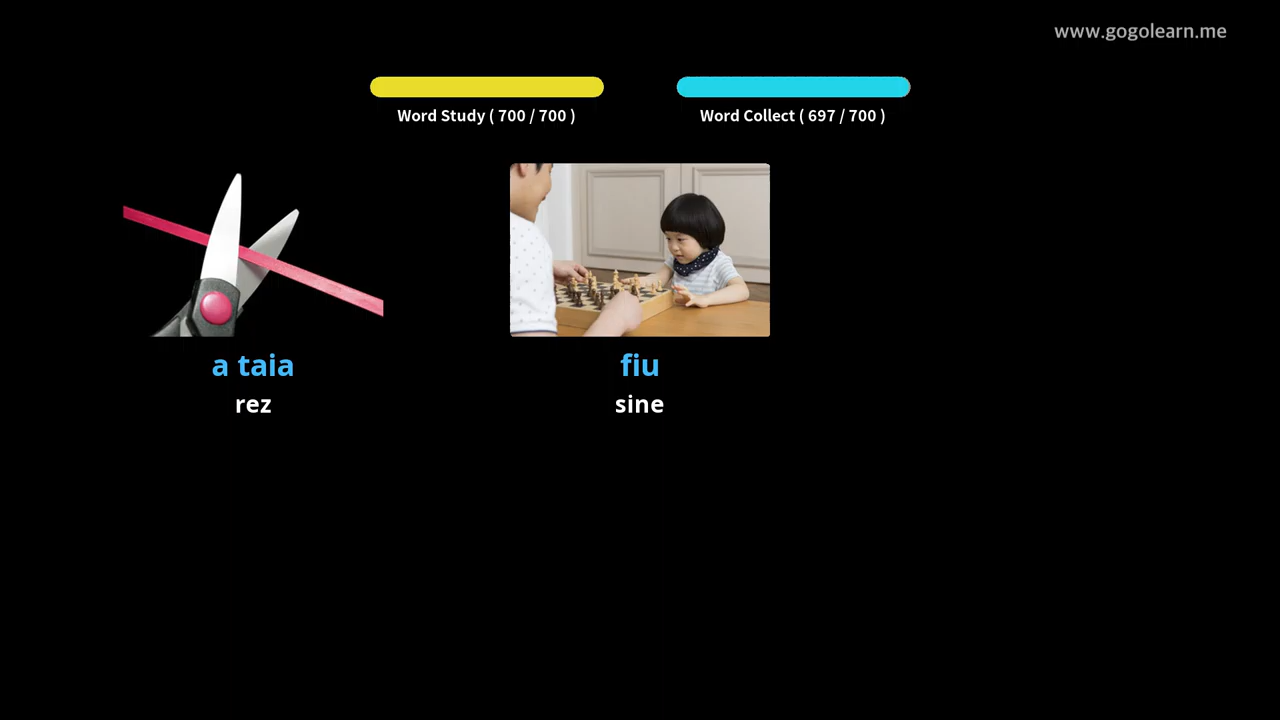 www.gogolearn.me
Word Study ( 700 / 700 )
Word Collect ( 697 / 700 )
a taia
rez
fiu
sine